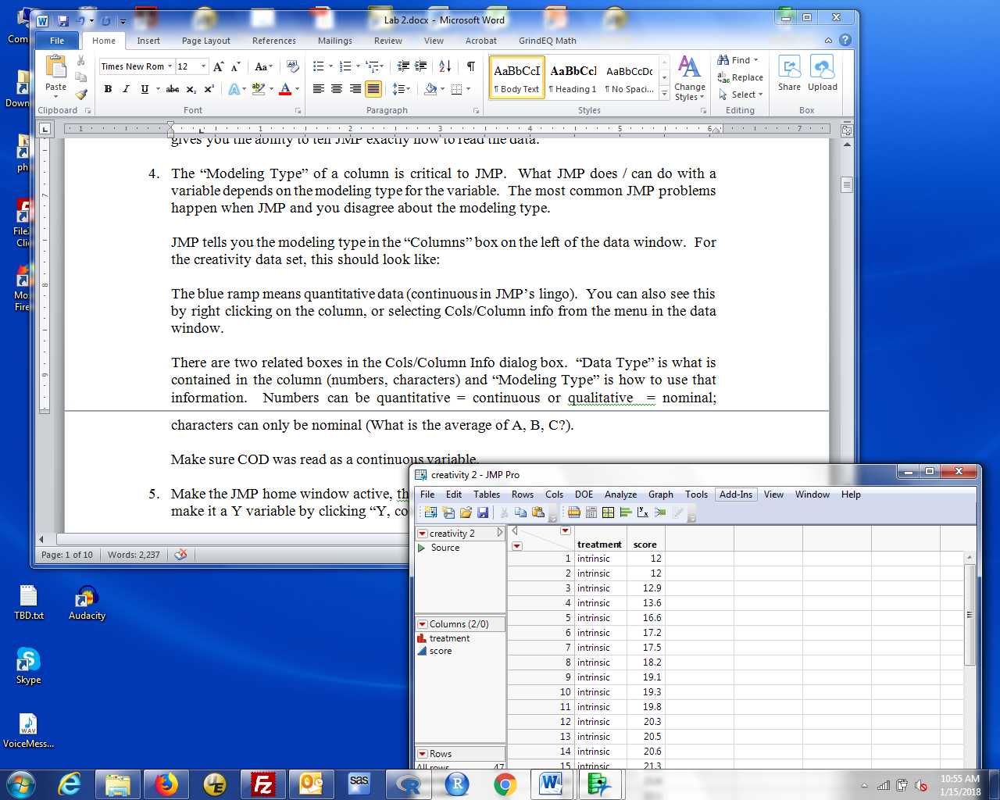 Lab 2.docx - Microsoft Word
File Home Insert Page Layout References Mailings Review View Acrobat GrindEQ Math
Paste
Times New Rom 12
AaBbCcI AaBbCcI AaBbCcDc
¶ Body Text ¶ Heading 1 ¶ No Spaci...
Change Styles
Find
Replace
Select
Share Upload
Clipboard Font Paragraph Styles Editing Box
gives you the ability to tell JMP exactly how to read the data.
4. The “Modeling Type” of a column is critical to JMP. What JMP does / can do with a
variable depends on the modeling type for the variable. The most common JMP problems
happen when JMP and you disagree about the modeling type.
JMP tells you the modeling type in the “Columns” box on the left of the data window. For
the creativity data set, this should look like:
The blue ramp means quantitative data (continuous in JMP’s lingo). You can also see this
by right clicking on the column, or selecting Cols/Column info from the menu in the data
window.
There are two related boxes in the Cols/Column Info dialog box. “Data Type” is what is
contained in the column (numbers, characters) and “Modeling Type” is how to use that
information. Numbers can be quantitative = continuous or qualitative = nominal;
characters can only be nominal (What is the average of A, B, C?).
Make sure COD was read as a continuous variable.
5. Make the JMP home window active, th
make it a Y variable by clicking “Y, co
Page: 1 of 10 Words: 2,237
creativity 2 - JMP Pro
File Edit Tables Rows Cols DOE Analyze Graph Tools Add-Ins View Window Help
creativity 2
Source
Columns (2/0)
treatment
score
Rows
All rows 47
treatment score
1 intrinsic 12
2 intrinsic 12
3 intrinsic 12.9
4 intrinsic 13.6
5 intrinsic 16.6
6 intrinsic 17.2
7 intrinsic 17.5
8 intrinsic 18.2
9 intrinsic 19.1
10 intrinsic 19.3
11 intrinsic 19.8
12 intrinsic 20.3
13 intrinsic 20.5
14 intrinsic 20.6
15 intrinsic 21.3
Com
Down
ph
File
Clie
Moz
Fire
TBD.txt
Audacity
Skype
WAV
VoiceMess...
sas
10:55 AM
1/15/2018